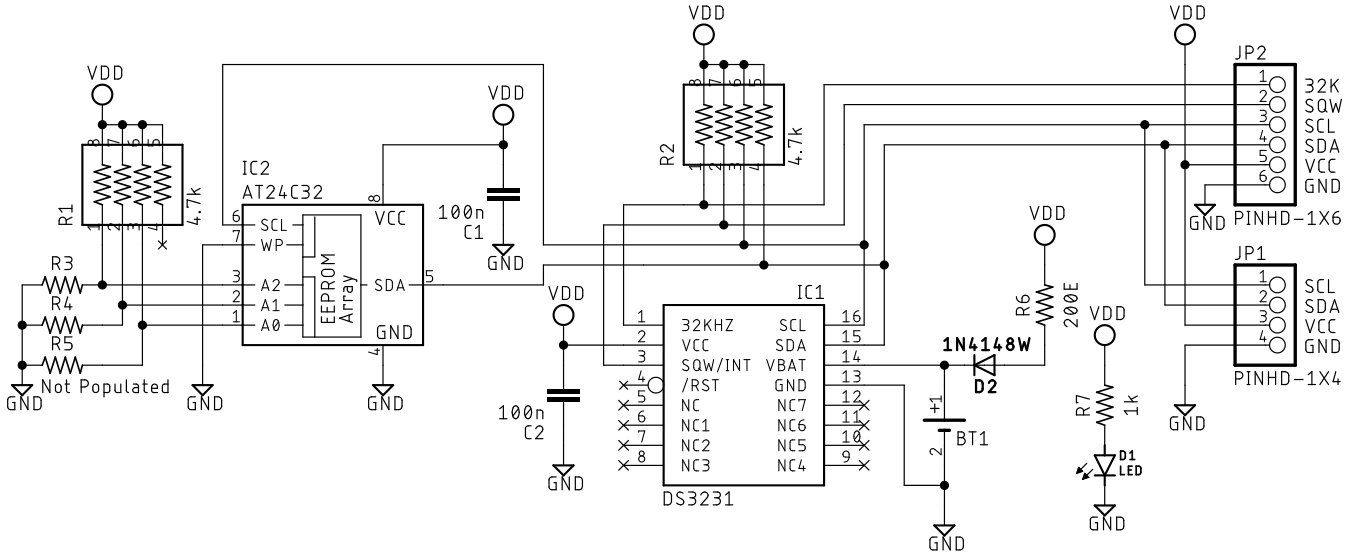 VDD
8 7 6 5
R1
4.7k
1 2 3 4
R3
R4
R5
Not Populated
GND
GND
IC2
AT24C32
6 SCL
7 WP
3 A2
2 A1
1 A0
EEPROM
Array
8
VCC
SDA 5
GND
4
GND
VDD
100n
C1
GND
VDD
8 7 6 5
R2
4.7k
1 2 3 4
VDD
100n
C2
GND
IC1
1 32KHZ SCL 16
2 VCC SDA 15
3 SQW/INT VBAT 14
4 /RST GND 13
5 NC NC7 12
6 NC1 NC6 11
7 NC2 NC5 10
8 NC3 NC4 9
DS3231
1N4148W
D2
VDD
R6
200E
+1
BT1
2
GND
VDD
R7
1k
D1
LED
GND
VDD
JP2
1 32K
2 SQW
3 SCL
4 SDA
5 VCC
6 GND
GND
PINHD-1X6
JP1
1 SCL
2 SDA
3 VCC
4 GND
PINHD-1X4
GND